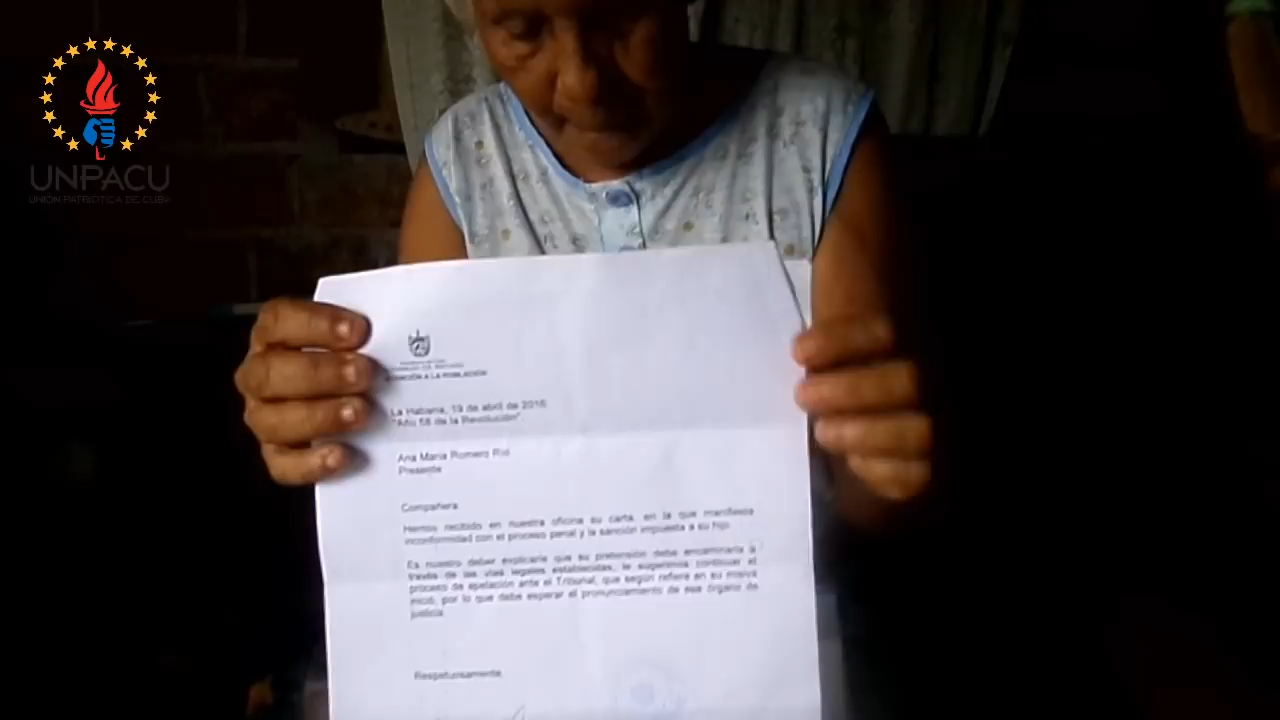 UNPACU
UNIÓN PATRIÓTICA DE CUBA
ATENCIÓN A LA POBLACIÓN
La Habana, 19 de abril de 2016
"Año 58 de la Revolución".
Ana María Romero Río
Presente
Compañera:
Hemos recibido en nuestra oficina su carta, en la que manifiesta
inconformidad con el proceso penal y la sanción impuesta a su hijo.
Es nuestro deber explicarle que su pretensión debe encaminarla a
través de las vías legales establecidas, le sugerimos continuar el
proceso de apelación ante el Tribunal, que según refiere en su misiva
inició, por lo que debe esperar el pronunciamiento de ese órgano de
justicia.
Respetuosamente